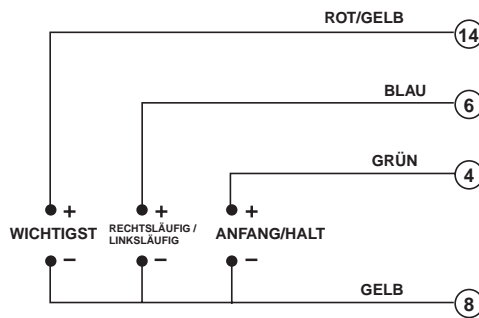 ROT/GELB
14
BLAU
6
GRÜN
4
+ + +
WICHTIGST RECHTSLÄUFIG / ANFANG/HALT
LINKSLÄUFIG
− − −
GELB
8